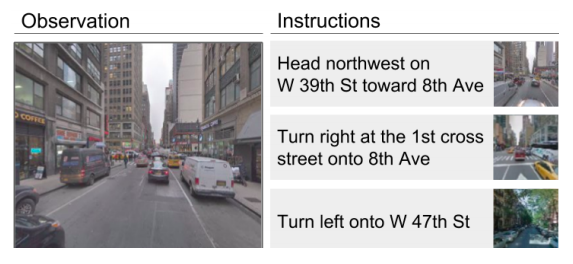 Observation
Instructions
Head northwest on
W 39th St toward 8th Ave
Turn right at the 1st cross
street onto 8th Ave
Turn left onto W 47th St
COFFEE